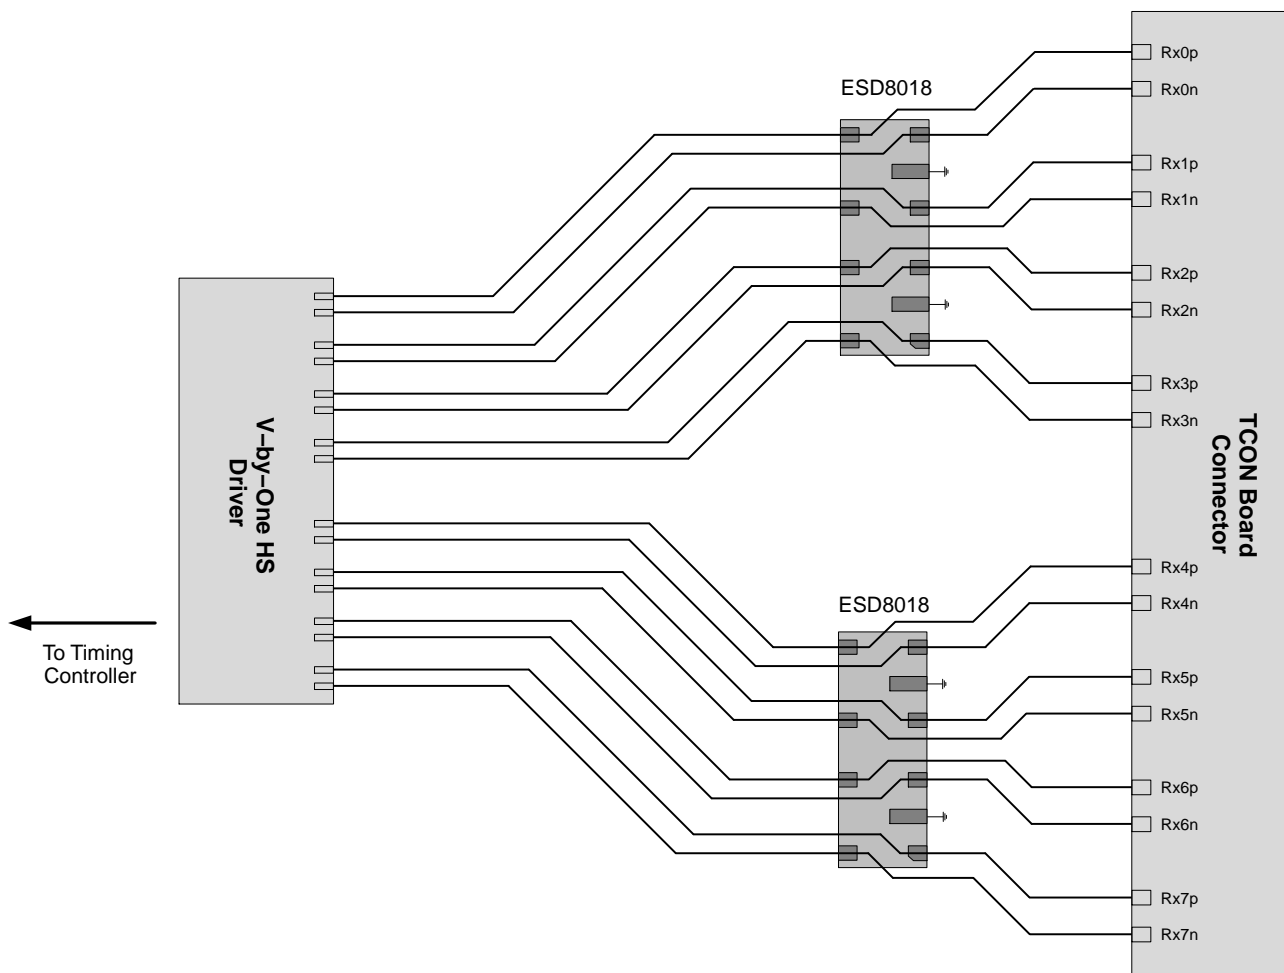 ESD8018
Rx0p
Rx0n
Rx1p
Rx1n
Rx2p
Rx2n
Rx3p
Rx3n
V−by−One HS
Driver
TCON Board
Connector
To Timing
Controller
ESD8018
Rx4p
Rx4n
Rx5p
Rx5n
Rx6p
Rx6n
Rx7p
Rx7n